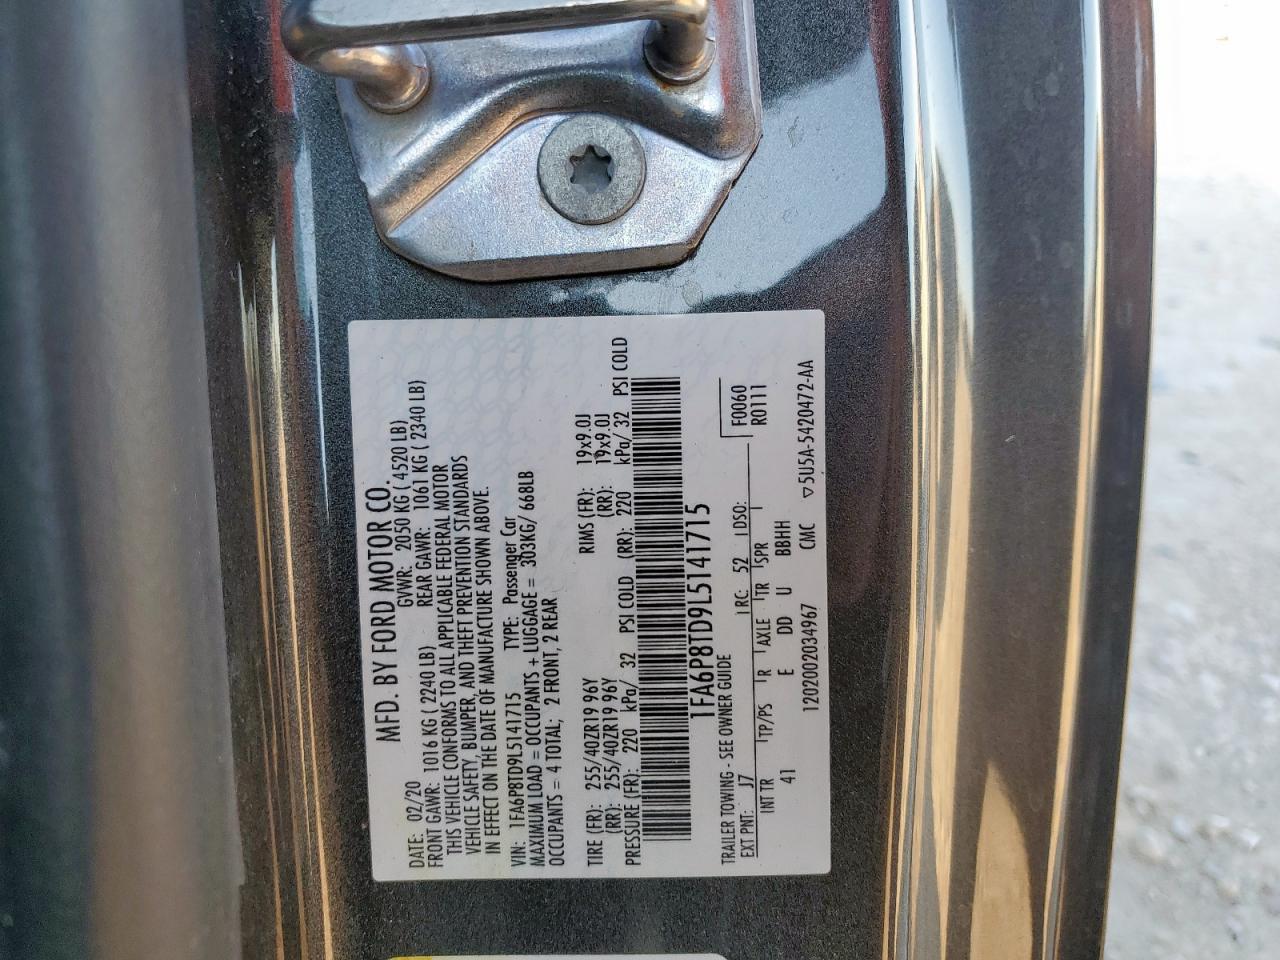 MFD. BY FORD MOTOR CO.
DATE: 02/20 GVWR: 2050 KG ( 4520 LB)
FRONT GAWR: 1016 KG ( 2240 LB) REAR GAWR: 1061 KG ( 2340 LB)
THIS VEHICLE CONFORMS TO ALL APPLICABLE FEDERAL MOTOR
VEHICLE SAFETY, BUMPER, AND THEFT PREVENTION STANDARDS
IN EFFECT ON THE DATE OF MANUFACTURE SHOWN ABOVE.
VIN: 1FA6P8TD9L5141715 TYPE: Passenger Car
MAXIMUM LOAD = OCCUPANTS + LUGGAGE = 303KG/ 668LB
OCCUPANTS = 4 TOTAL; 2 FRONT, 2 REAR
TIRE (FR): 255/40ZR19 96Y RIMS (FR): 19x9.0J
(RR): 255/40ZR19 96Y (RR): 19x9.0J
PRESSURE (FR): 220 kPa/ 32 PSI COLD (RR): 220 kPa/ 32 PSI COLD
1FA6P8TD9L5141715
TRAILER TOWING - SEE OWNER GUIDE F0060
EXT PNT: J7 RC: 52 DSO: R0111
INT TR TP/PS R AXLE TR SPR
41 E DD U BBHH
1202002034967 CMC ▽5U5A-5420472-AA